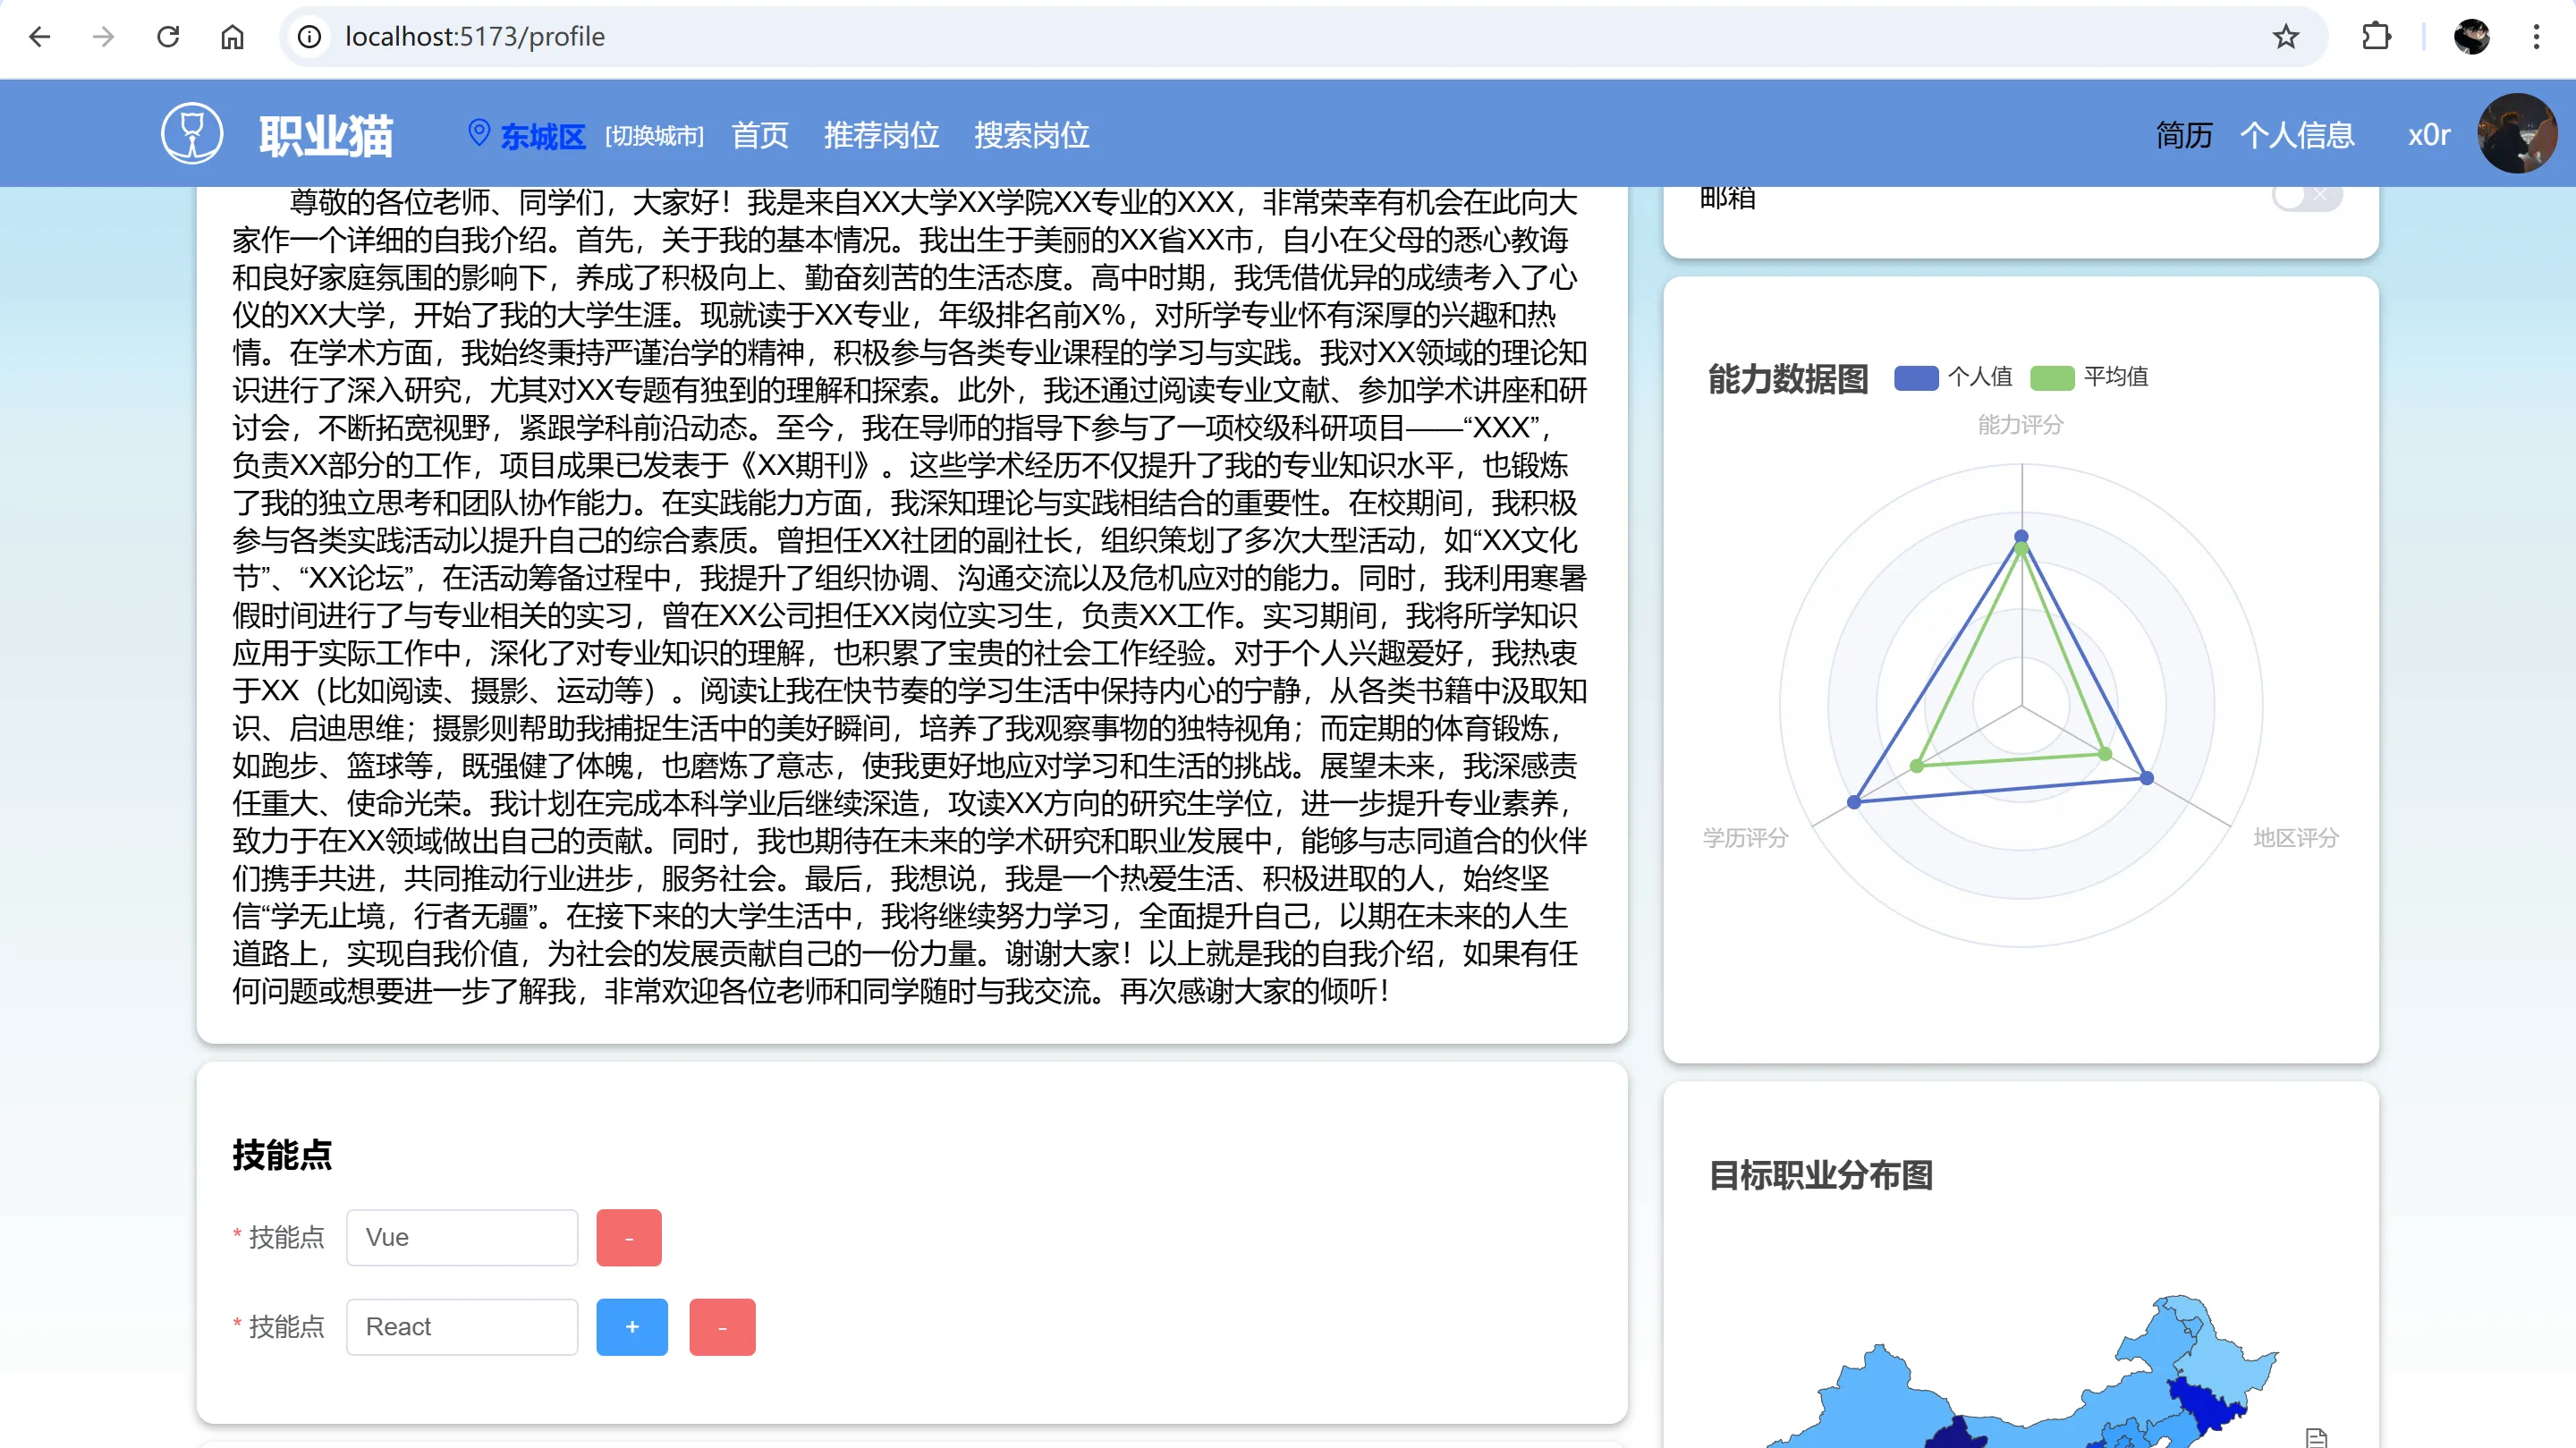 localhost:5173/profile
职业猫
东城区 [切换城市] 首页 推荐岗位 搜索岗位
简历 个人信息 x0r
尊敬的各位老师、同学们，大家好！我是来自XX大学XX学院XX专业的XXX，非常荣幸有机会在此向大
家作一个详细的自我介绍。首先，关于我的基本情况。我出生于美丽的XX省XX市，自小在父母的悉心教诲
和良好家庭氛围的影响下，养成了积极向上、勤奋刻苦的生活态度。高中时期，我凭借优异的成绩考入了心
仪的XX大学，开始了我的大学生涯。现就读于XX专业，年级排名前X%，对所学专业怀有深厚的兴趣和热
情。在学术方面，我始终秉持严谨治学的精神，积极参与各类专业课程的学习与实践。我对XX领域的理论知
识进行了深入研究，尤其对XX专题有独到的理解和探索。此外，我还通过阅读专业文献、参加学术讲座和研
讨会，不断拓宽视野，紧跟学科前沿动态。至今，我在导师的指导下参与了一项校级科研项目——“XXX”，
负责XX部分的工作，项目成果已发表于《XX期刊》。这些学术经历不仅提升了我的专业知识水平，也锻炼
了我的独立思考和团队协作能力。在实践能力方面，我深知理论与实践相结合的重要性。在校期间，我积极
参与各类实践活动以提升自己的综合素质。曾担任XX社团的副社长，组织策划了多次大型活动，如“XX文化
节”、“XX论坛”，在活动筹备过程中，我提升了组织协调、沟通交流以及危机应对的能力。同时，我利用寒暑
假时间进行了与专业相关的实习，曾在XX公司担任XX岗位实习生，负责XX工作。实习期间，我将所学知识
应用于实际工作中，深化了对专业知识的理解，也积累了宝贵的社会工作经验。对于个人兴趣爱好，我热衷
于XX（比如阅读、摄影、运动等）。阅读让我在快节奏的学习生活中保持内心的宁静，从各类书籍中汲取知
识、启迪思维；摄影则帮助我捕捉生活中的美好瞬间，培养了我观察事物的独特视角；而定期的体育锻炼，
如跑步、篮球等，既强健了体魄，也磨炼了意志，使我更好地应对学习和生活的挑战。展望未来，我深感责
任重大、使命光荣。我计划在完成本科学业后继续深造，攻读XX方向的研究生学位，进一步提升专业素养，
致力于在XX领域做出自己的贡献。同时，我也期待在未来的学术研究和职业发展中，能够与志同道合的伙伴
们携手共进，共同推动行业进步，服务社会。最后，我想说，我是一个热爱生活、积极进取的人，始终坚
信“学无止境，行者无疆”。在接下来的大学生活中，我将继续努力学习，全面提升自己，以期在未来的人生
道路上，实现自我价值，为社会的发展贡献自己的一份力量。谢谢大家！以上就是我的自我介绍，如果有任
何问题或想要进一步了解我，非常欢迎各位老师和同学随时与我交流。再次感谢大家的倾听！
技能点
* 技能点 Vue -
* 技能点 React + -
邮箱
能力数据图 个人值 平均值
能力评分
学历评分 地区评分
目标职业分布图